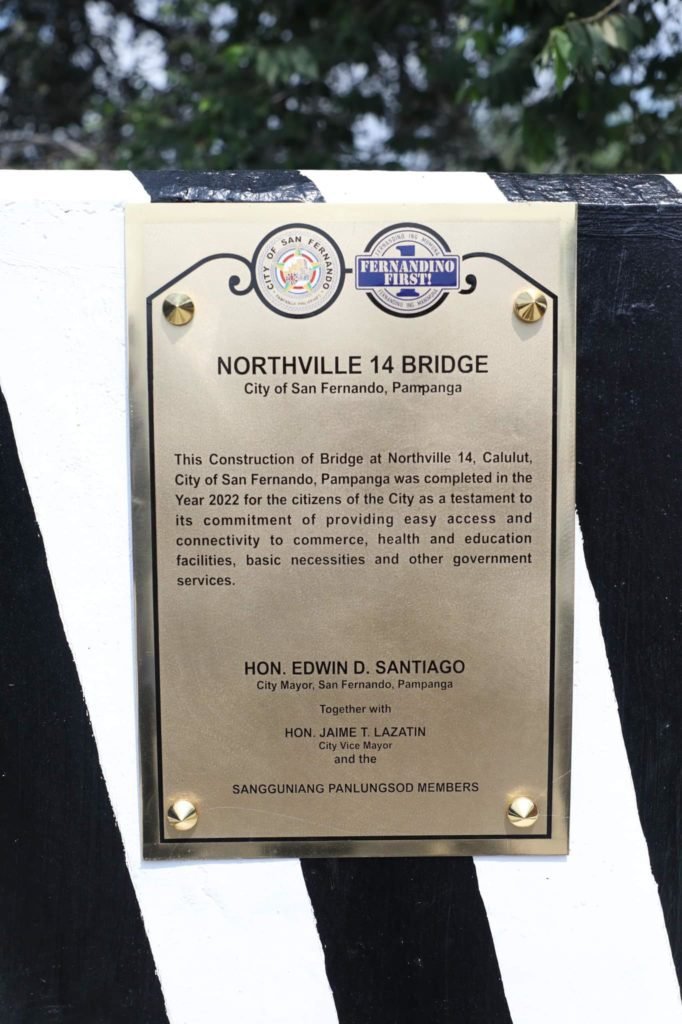 CITY OF SAN FERNANDO
FERNANDINO ING MUMUNA
FERNANDINO
FIRST!
1
NORTHVILLE 14 BRIDGE
City of San Fernando, Pampanga
This Construction of Bridge at Northville 14, Calulut,
City of San Fernando, Pampanga was completed in the
Year 2022 for the citizens of the City as a testament to
its commitment of providing easy access and
connectivity to commerce, health and education
facilities, basic necessities and other government
services.
HON. EDWIN D. SANTIAGO
City Mayor, San Fernando, Pampanga
Together with
HON. JAIME T. LAZATIN
City Vice Mayor
and the
SANGGUNIANG PANLUNGSOD MEMBERS